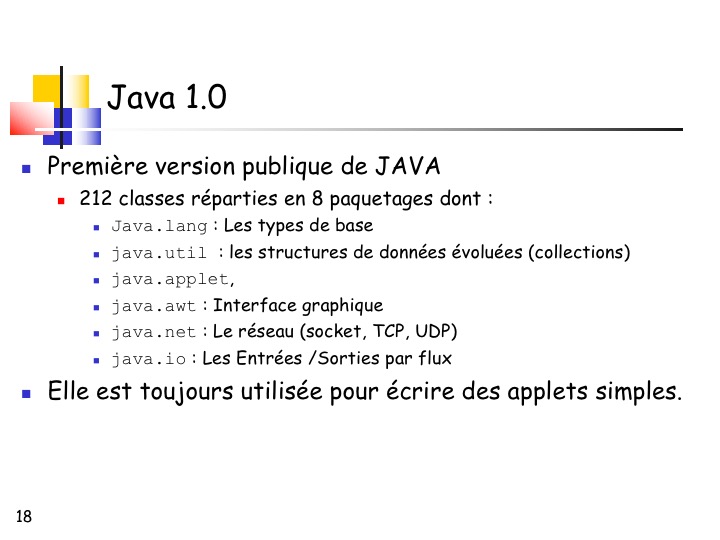 Java 1.0
Première version publique de JAVA
212 classes réparties en 8 paquetages dont :
Java.lang : Les types de base
java.util : les structures de données évoluées (collections)
java.applet,
java.awt : Interface graphique
java.net : Le réseau (socket, TCP, UDP)
java.io : Les Entrées /Sorties par flux
Elle est toujours utilisée pour écrire des applets simples.
18